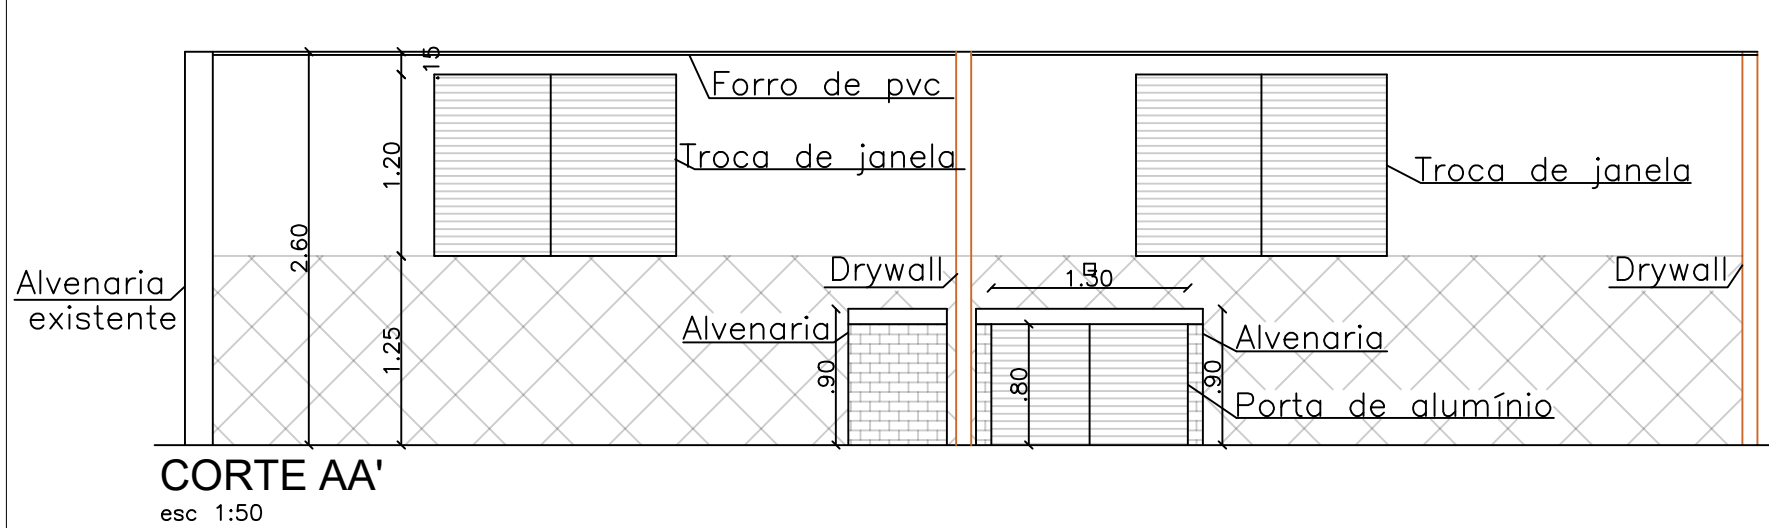 .15
Forro de pvc
1.20
Troca de janela
Troca de janela
2.60
Drywall
1.30
Drywall
Alvenaria
existente
Alvenaria
1.25
Alvenaria
.90
.80
.90
Porta de alumínio
CORTE AA'
esc 1:50